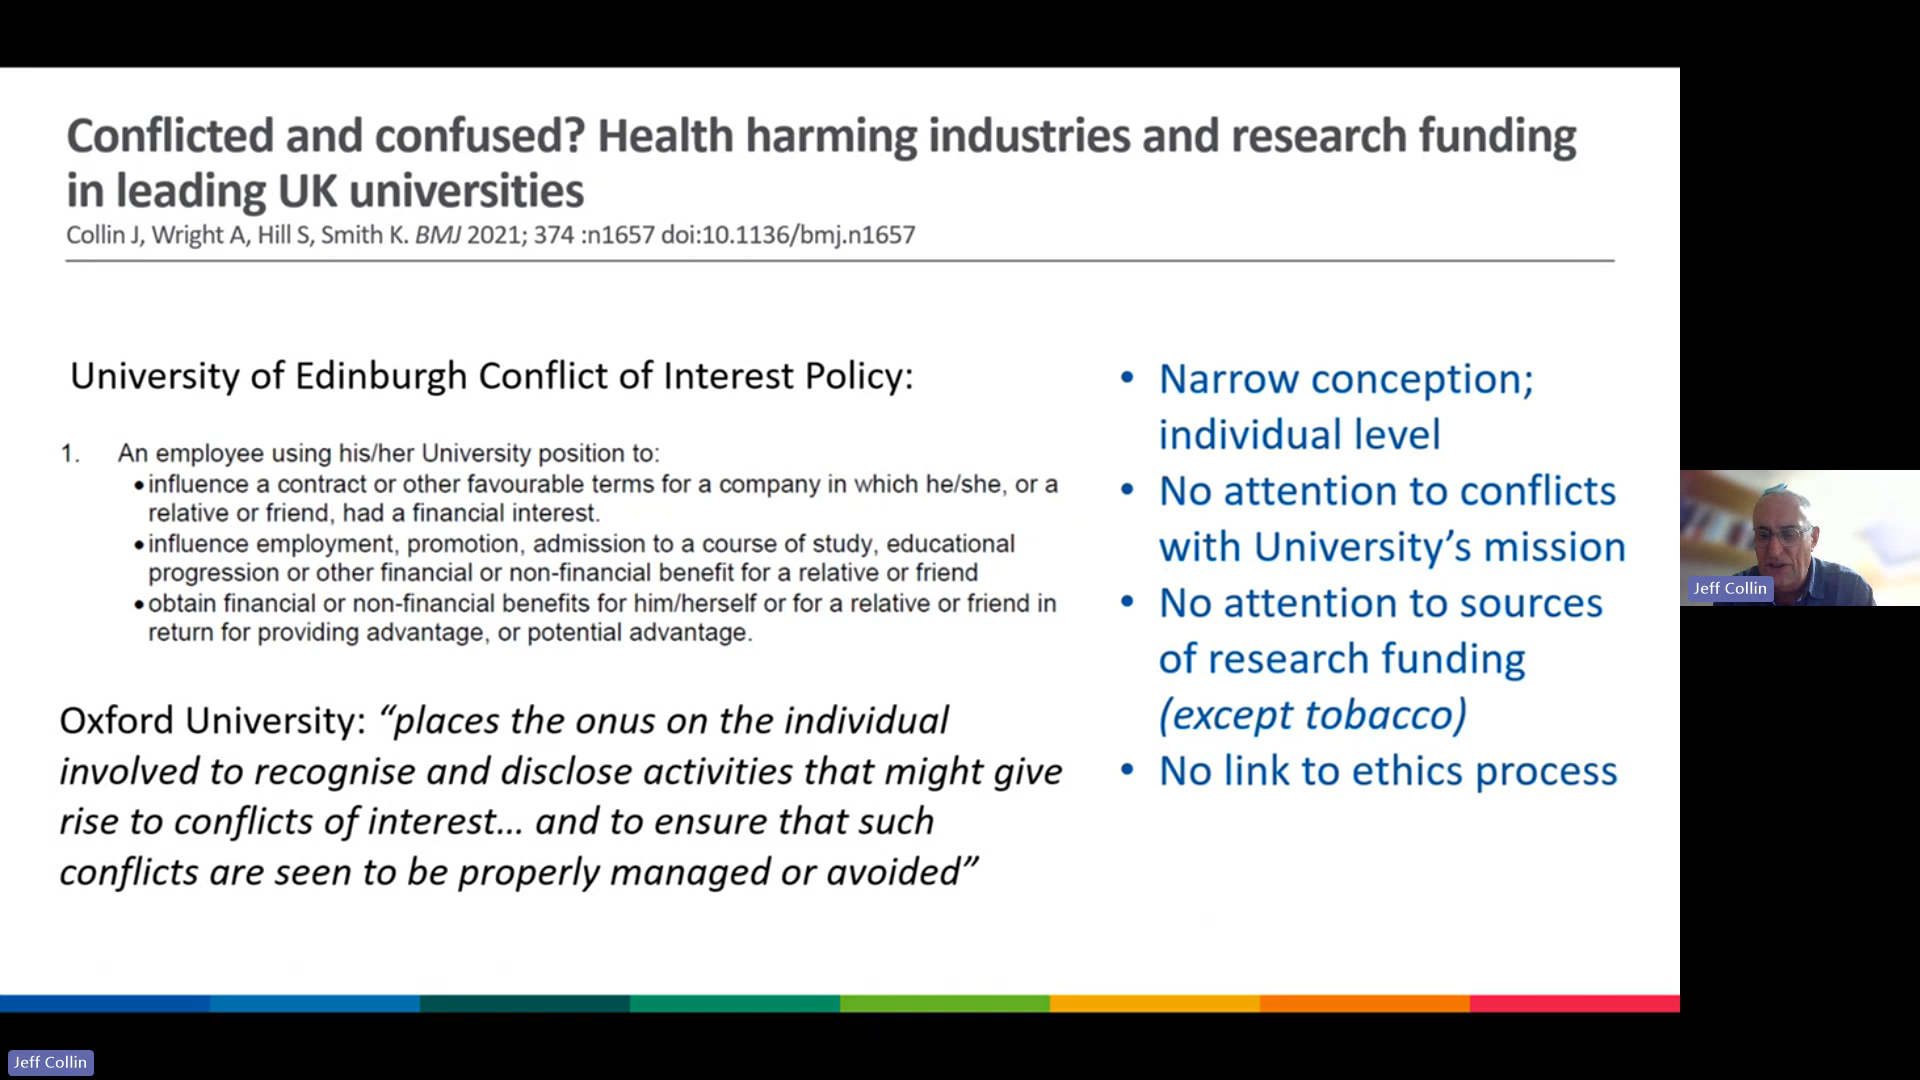 Conflicted and confused? Health harming industries and research funding
in leading UK universities
Collin J, Wright A, Hill S, Smith K. BMJ 2021; 374 :n1657 doi:10.1136/bmj.n1657
University of Edinburgh Conflict of Interest Policy:
1. An employee using his/her University position to:
•influence a contract or other favourable terms for a company in which he/she, or a
relative or friend, had a financial interest.
•influence employment, promotion, admission to a course of study, educational
progression or other financial or non-financial benefit for a relative or friend
•obtain financial or non-financial benefits for him/herself or for a relative or friend in
return for providing advantage, or potential advantage.
Oxford University: “places the onus on the individual
involved to recognise and disclose activities that might give
rise to conflicts of interest... and to ensure that such
conflicts are seen to be properly managed or avoided”
• Narrow conception;
individual level
• No attention to conflicts
with University’s mission
• No attention to sources
of research funding
(except tobacco)
• No link to ethics process
Jeff Collin
Jeff Collin